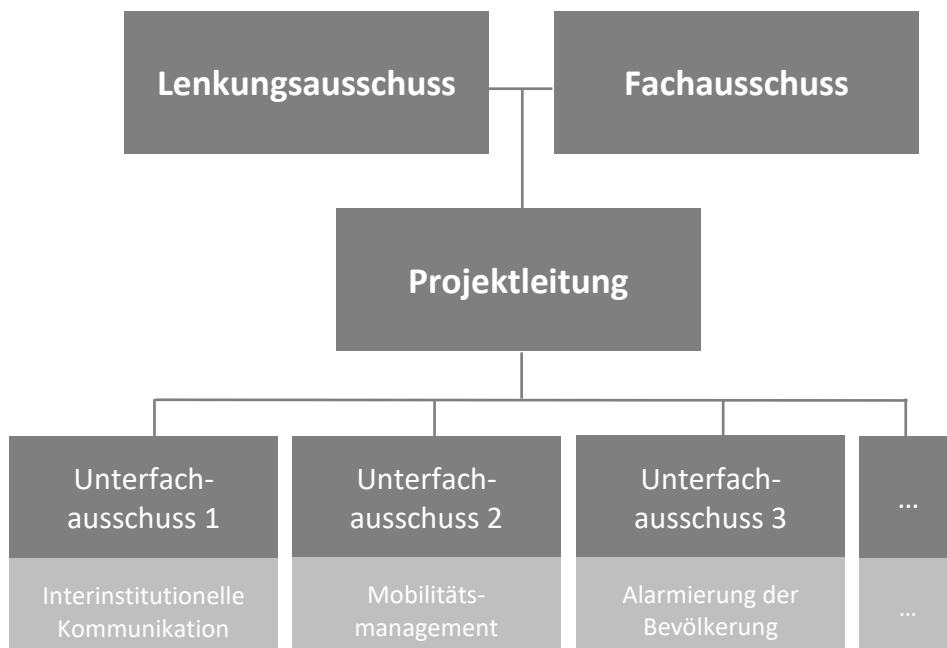 Lenkungsausschuss
Fachausschuss
Projektleitung
Unterfach-
ausschuss 1
Unterfach-
ausschuss 2
Unterfach-
ausschuss 3
...
Interinstitutionelle
Kommunikation
Mobilitäts-
management
Alarmierung der
Bevölkerung
...